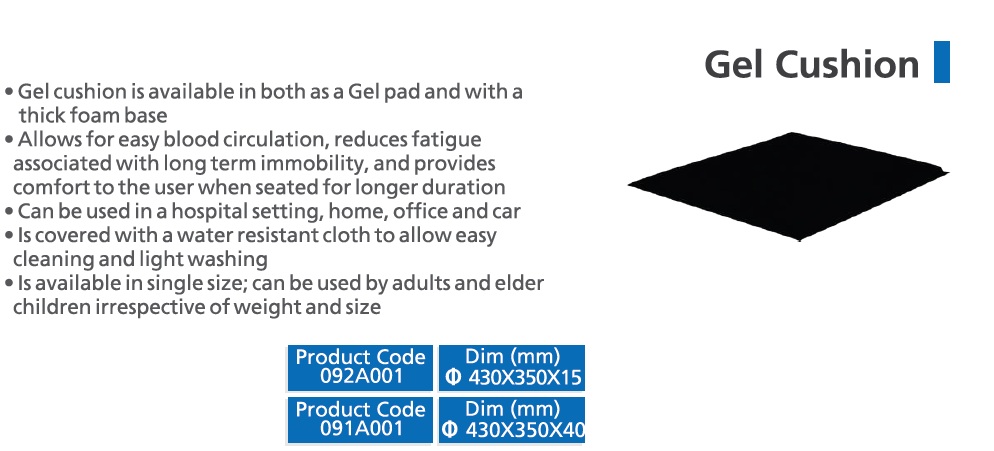 Gel Cushion
• Gel cushion is available in both as a Gel pad and with a
thick foam base
• Allows for easy blood circulation, reduces fatigue
associated with long term immobility, and provides
comfort to the user when seated for longer duration
• Can be used in a hospital setting, home, office and car
• Is covered with a water resistant cloth to allow easy
cleaning and light washing
• Is available in single size; can be used by adults and elder
children irrespective of weight and size
Product Code
092A001
Dim (mm)
Φ 430X350X15
Product Code
091A001
Dim (mm)
Φ 430X350X40